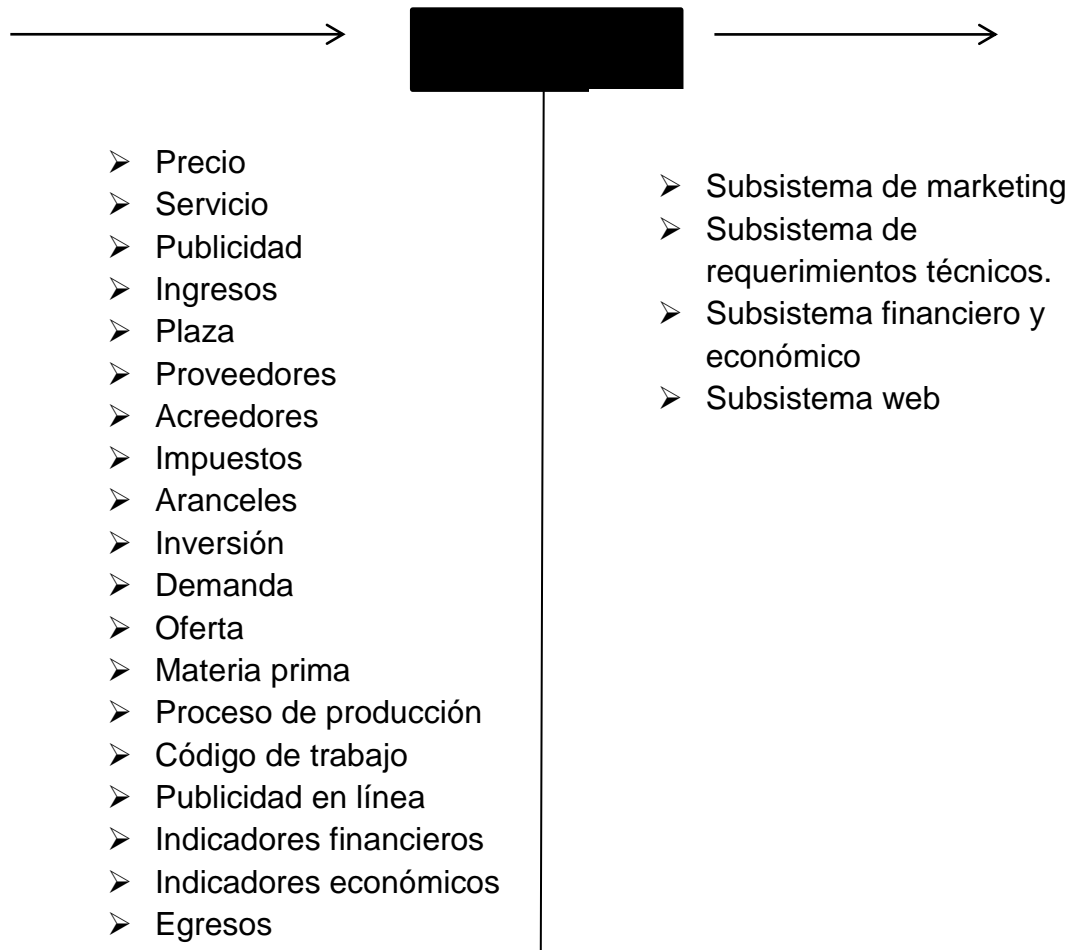 ➢ Precio
➢ Servicio
➢ Publicidad
➢ Ingresos
➢ Plaza
➢ Proveedores
➢ Acreedores
➢ Impuestos
➢ Aranceles
➢ Inversión
➢ Demanda
➢ Oferta
➢ Materia prima
➢ Proceso de producción
➢ Código de trabajo
➢ Publicidad en línea
➢ Indicadores financieros
➢ Indicadores económicos
➢ Egresos
➢ Subsistema de marketing
➢ Subsistema de
requerimientos técnicos.
➢ Subsistema financiero y
económico
➢ Subsistema web